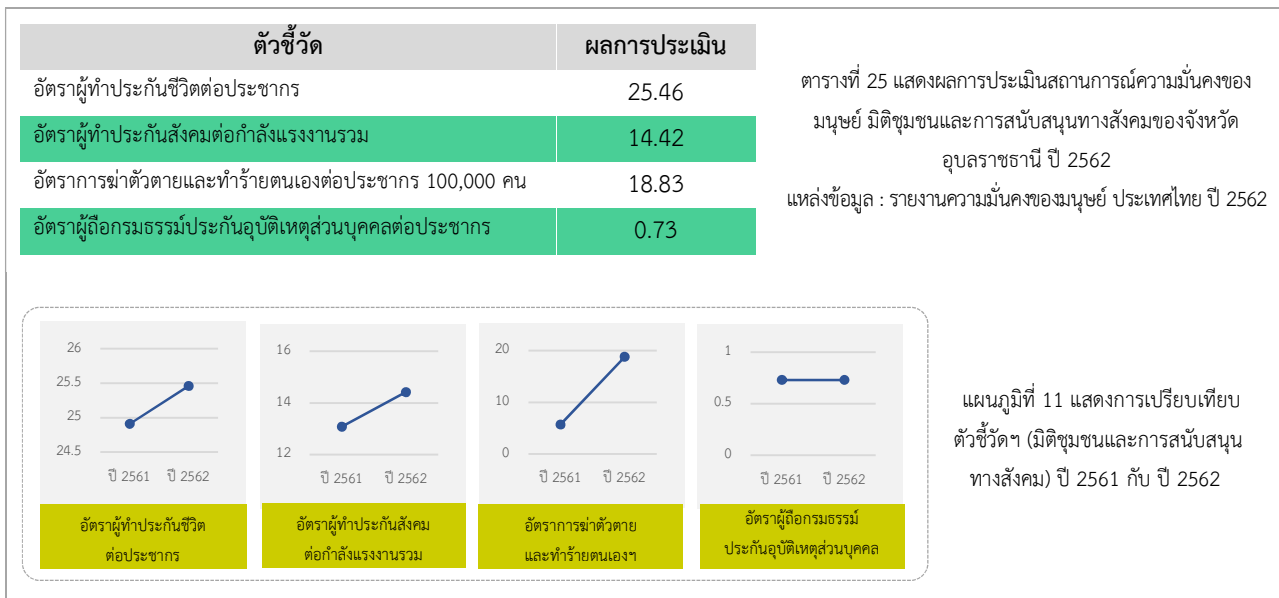 ตัวชี้วัด ผลการประเมิน
อัตราผู้ทำประกันชีวิตต่อประชากร 25.46
อัตราผู้ทำประกันสังคมต่อกำลังแรงงานรวม 14.42
อัตราการฆ่าตัวตายและทำร้ายตนเองต่อประชากร 100,000 คน 18.83
อัตราผู้ถือกรมธรรม์ประกันอุบัติเหตุส่วนบุคคลต่อประชากร 0.73
ตารางที่ 25 แสดงผลการประเมินสถานการณ์ความมั่นคงของ
มนุษย์ มิติชุมชนและการสนับสนุนทางสังคมของจังหวัด
อุบลราชธานี ปี 2562
แหล่งข้อมูล : รายงานความมั่นคงของมนุษย์ ประเทศไทย ปี 2562
26
25.5
25
24.5
ปี 2561 ปี 2562
อัตราผู้ทำประกันชีวิต
ต่อประชากร
16
14
12
ปี 2561 ปี 2562
อัตราผู้ทำประกันสังคม
ต่อกำลังแรงงานรวม
20
10
0
ปี 2561 ปี 2562
อัตราการฆ่าตัวตาย
และทำร้ายตนเองฯ
1
0.5
0
ปี 2561 ปี 2562
อัตราผู้ถือกรมธรรม์
ประกันอุบัติเหตุส่วนบุคคล
แผนภูมิที่ 11 แสดงการเปรียบเทียบ
ตัวชี้วัดฯ (มิติชุมชนและการสนับสนุน
ทางสังคม) ปี 2561 กับ ปี 2562